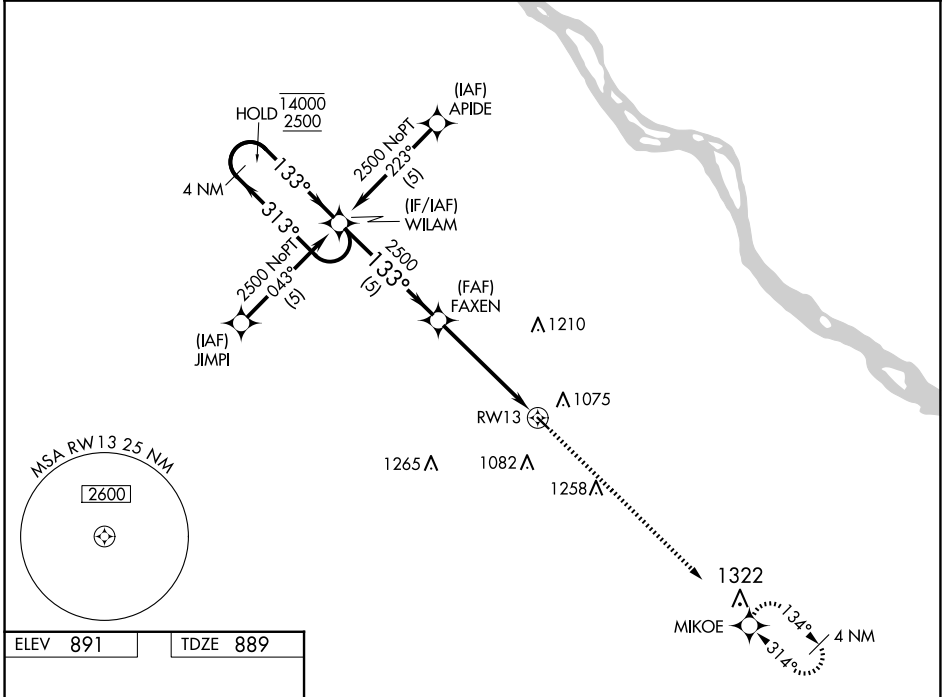 (IAF)
APIDE
HOLD 14000
2500
2500 NoPT
223°
(5)
4 NM
133°
313°
(IF/IAF)
WILAM
2500 NoPT
043°
(5)
2500
133°
(5)
(FAF)
FAXEN
(IAF)
JIMPI
1210
1075
RW13
1265
1082
1258
MSA RW13 25 NM
2600
1322
MIKOE
134°
314°
4 NM
ELEV 891
TDZE 889